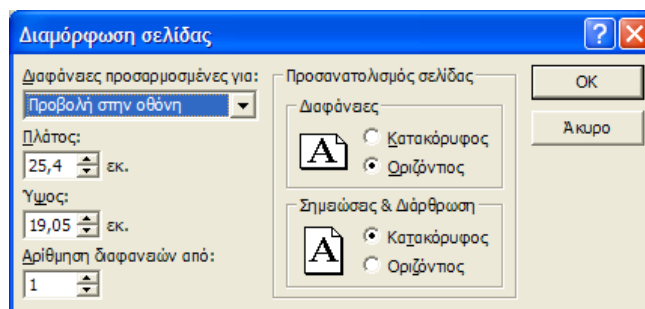 Διαμόρφωση σελίδας
Διαφάνειες προσαρμοσμένες για:
Προβολή στην οθόνη
Πλάτος:
25,4 εκ.
Ύψος:
19,05 εκ.
Αρίθμηση διαφανειών από:
1
Προσανατολισμός σελίδας
Διαφάνειες
A
Κατακόρυφος
Οριζόντιος
Σημειώσεις & Διάρθρωση
A
Κατακόρυφος
Οριζόντιος
OK
Άκυρο